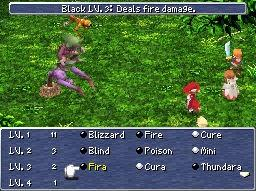 Black LV. 3: Deals fire damage.
LV. 1 11 Blizzard Fire Cure
LV. 2 3 Blind Poison Mini
LV. 3 2 Fira Cura Thundara
LV. 4 1